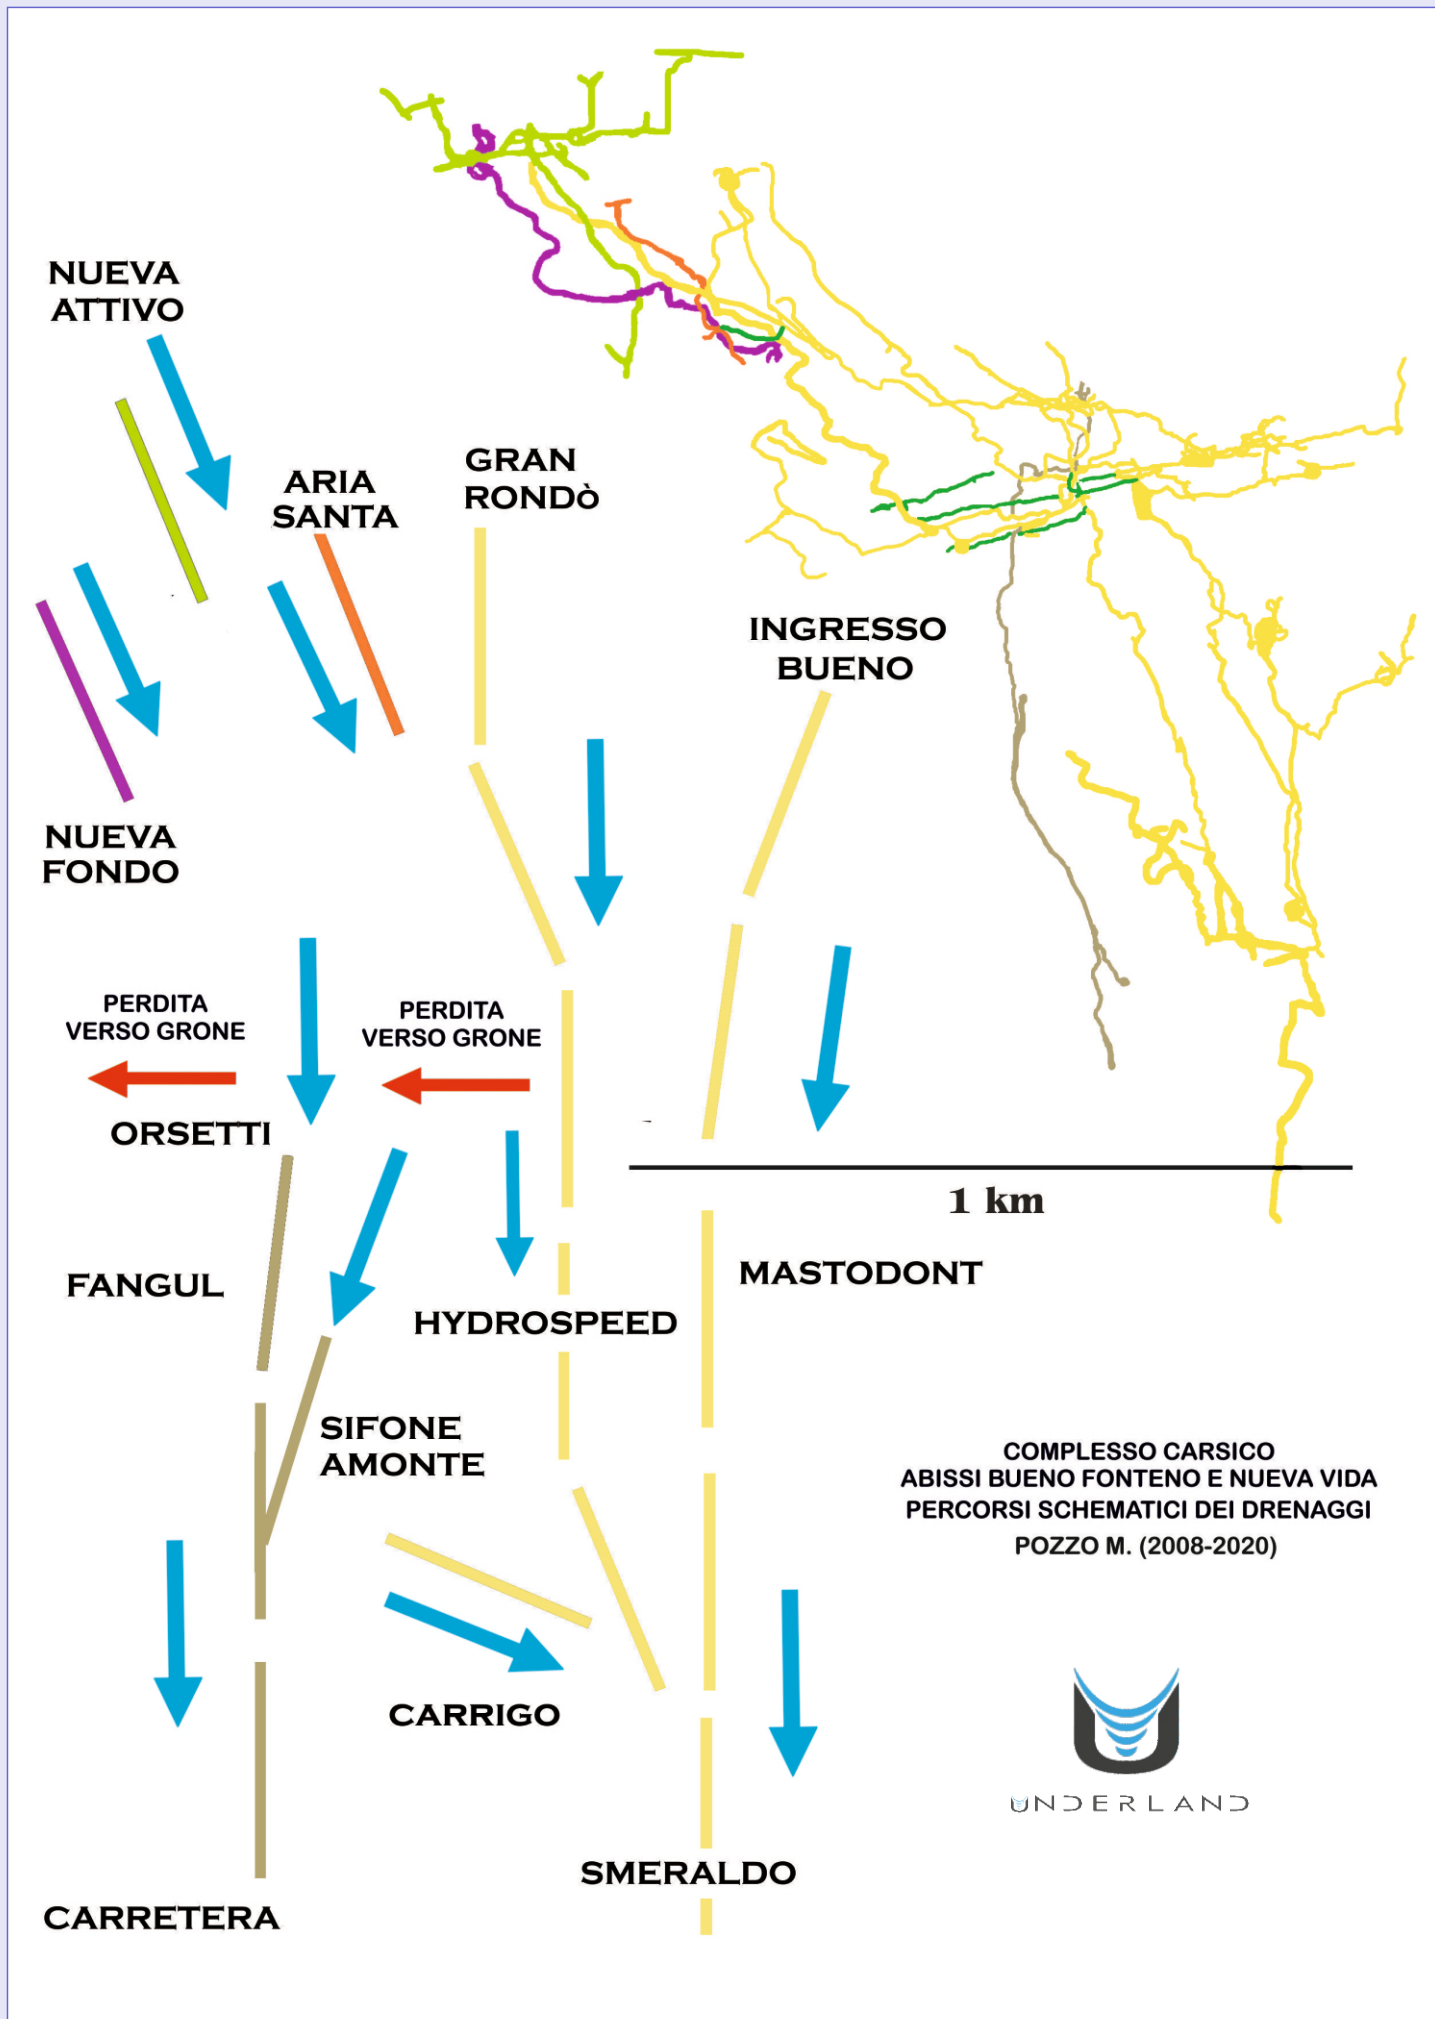 NUEVA
ATTIVO
ARIA
SANTA
GRAN
RONDò
INGRESSO
BUENO
NUEVA
FONDO
PERDITA
VERSO GRONE
PERDITA
VERSO GRONE
ORSETTI
1 km
FANGUL
MASTODONT
HYDROSPEED
SIFONE
AMONTE
COMPLESSO CARSICO
ABISSI BUENO FONTENO E NUEVA VIDA
PERCORSI SCHEMATICI DEI DRENAGGI
POZZO M. (2008-2020)
CARRIGO
UNDERLAND
SMERALDO
CARRETERA